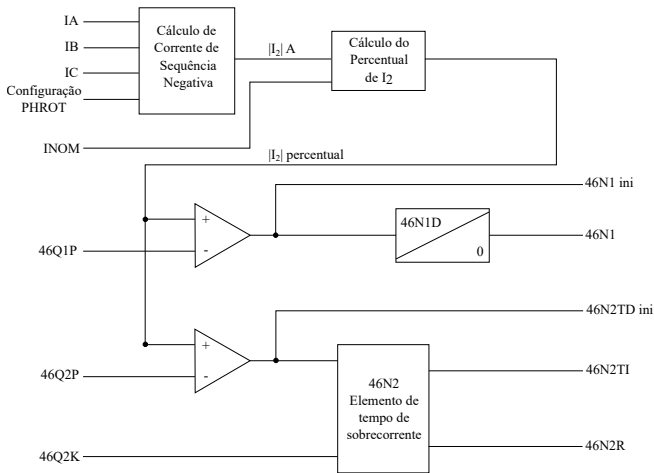 IA
IB
IC
Configuração
PHROT
Cálculo de
Corrente de
Sequência
Negativa
|I₂| A
Cálculo do
Percentual
de I2
INOM
|I₂| percentual
46N1 ini
+
-
46Q1P
46N1D
0
46N1
46N2TD ini
+
-
46Q2P
46N2
Elemento de
tempo de
sobrecorrente
46N2TI
46Q2K
46N2R